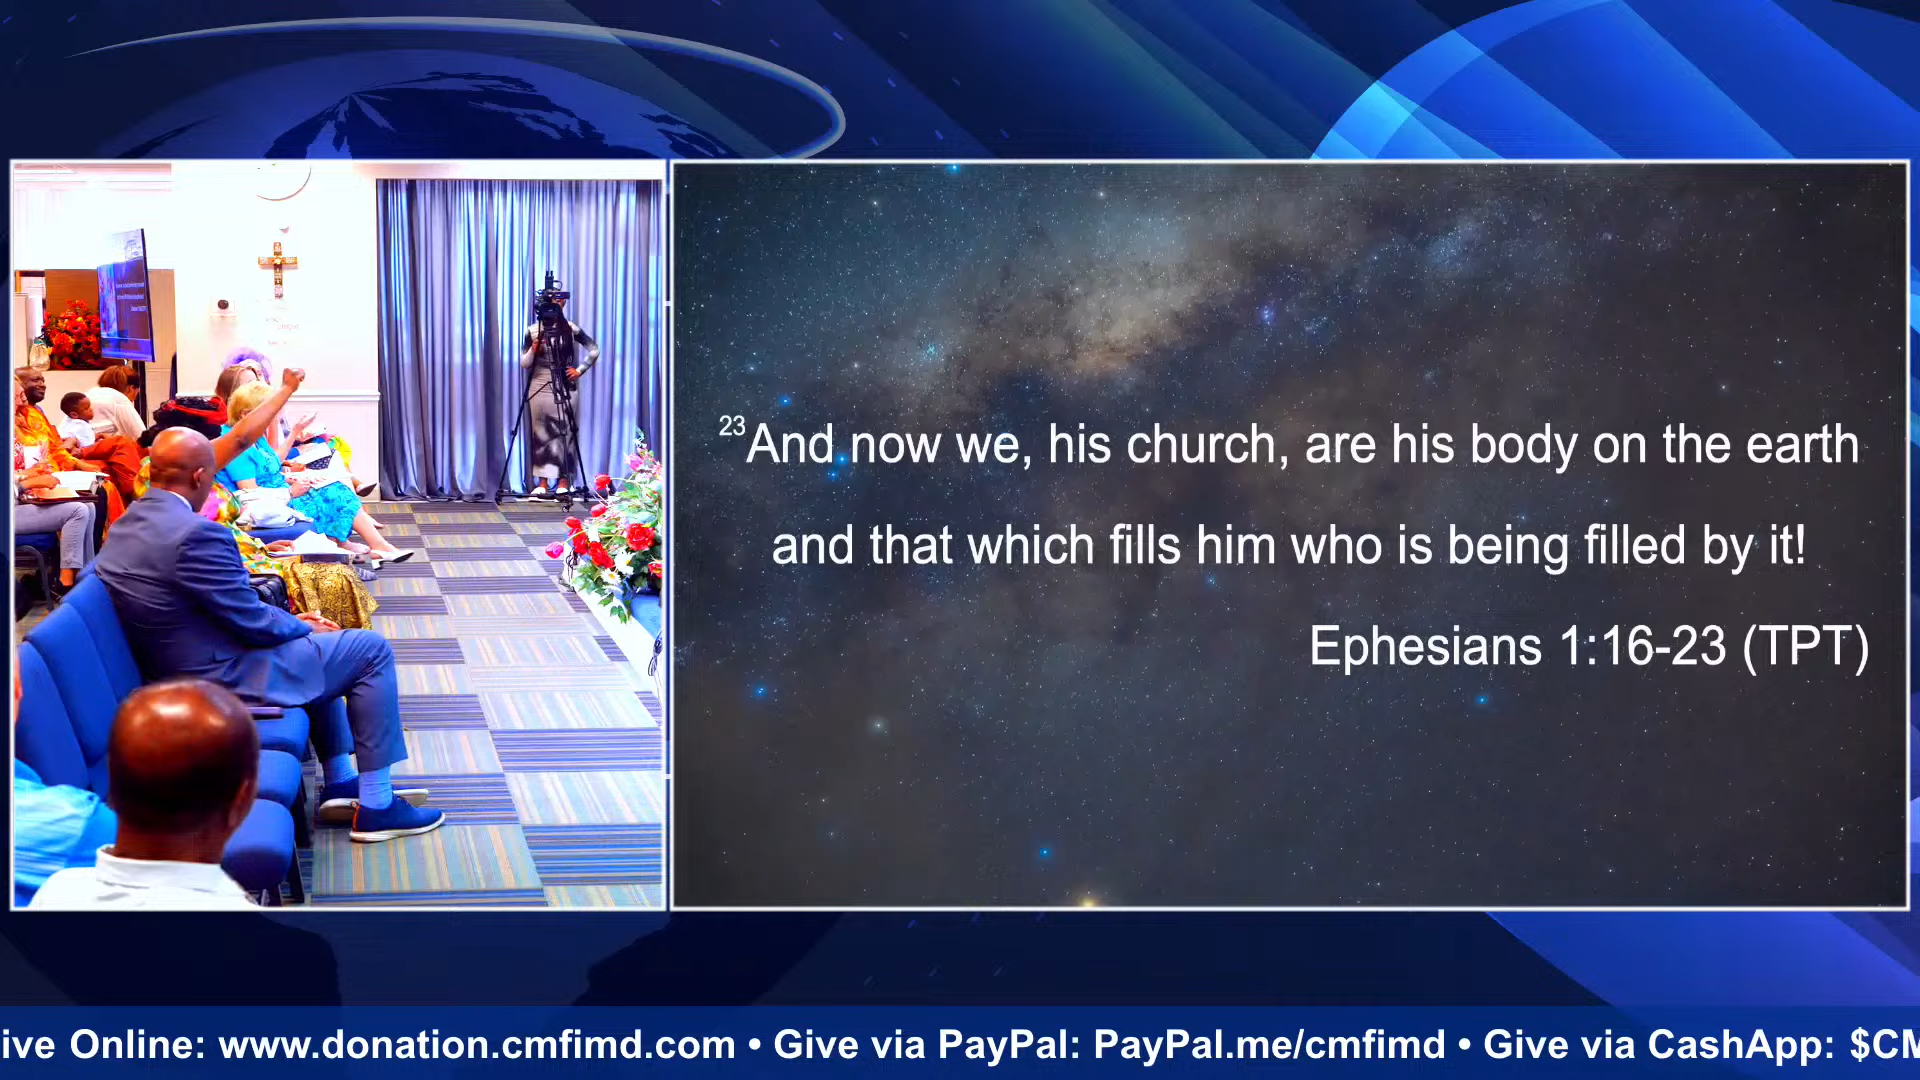 23And now we, his church, are his body on the earth
and that which fills him who is being filled by it!
Ephesians 1:16-23 (TPT)
ive Online: www.donation.cmfimd.com • Give via PayPal: PayPal.me/cmfimd • Give via CashApp: $CM